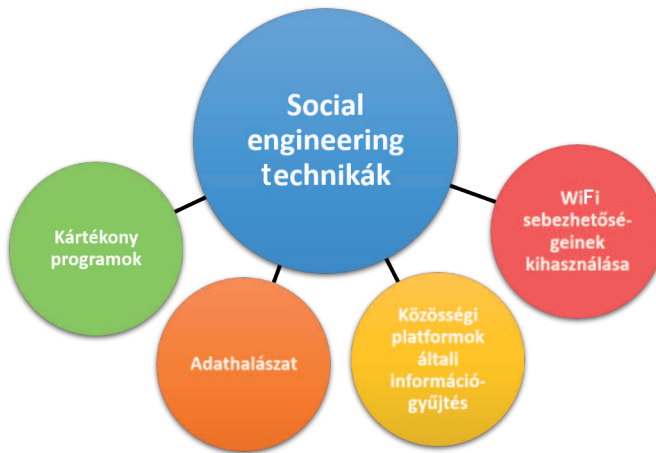 Social
engineering
technikák
Kártékony
programok
Adathalászat
Közösségi
platformok
általi
információ-
gyűjtés
WiFi
sebezhetősé-
geinek
kihasználása